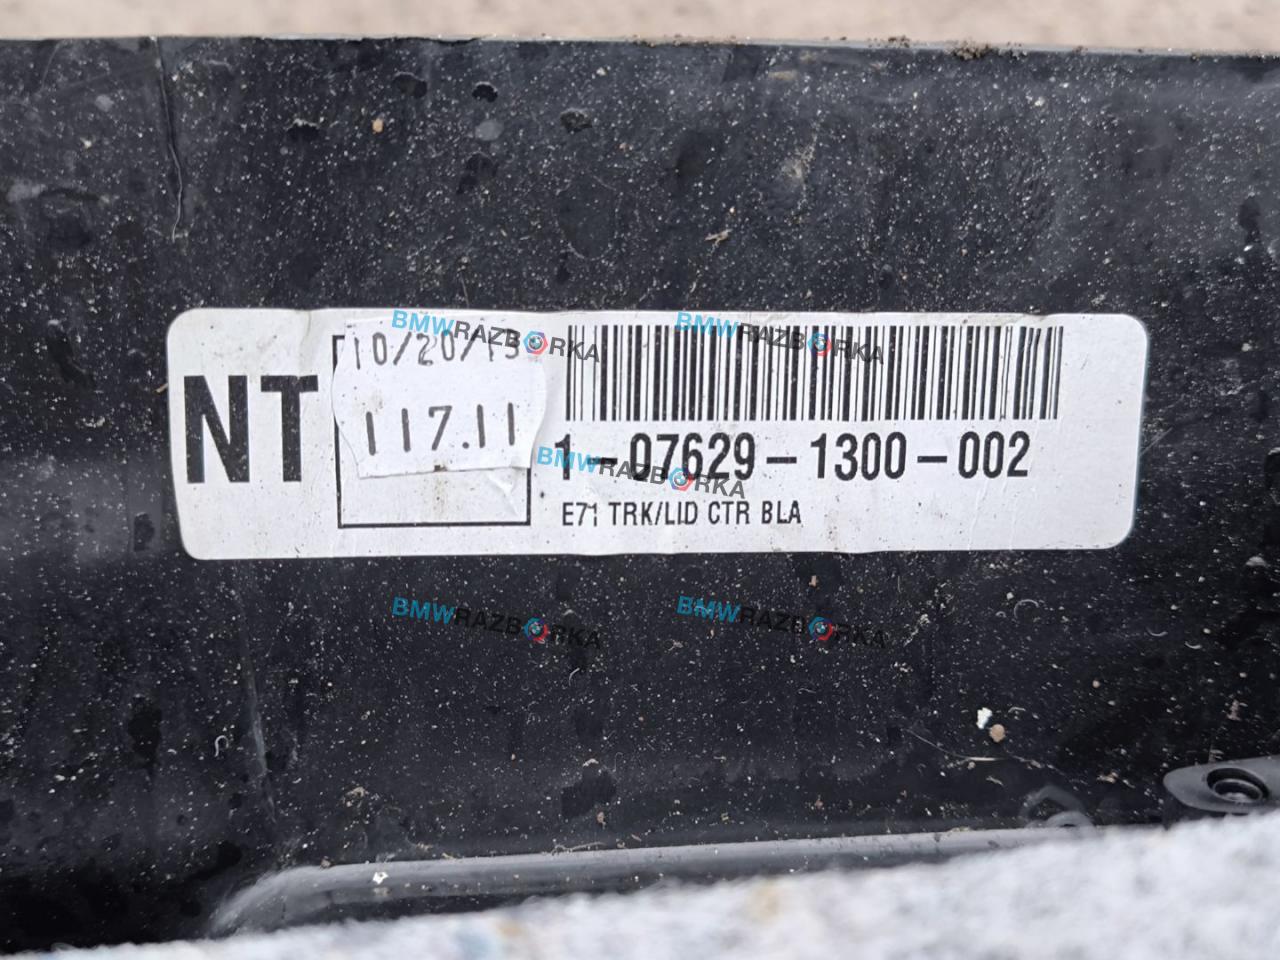 NT
10/20/13
117.11
1-07629-1300-002
E71 TRK/LID CTR BLA
BMWRAZBORKA
BMWRAZBORKA
BMWRAZBORKA
BMWRAZBORKA
BMWRAZBORKA